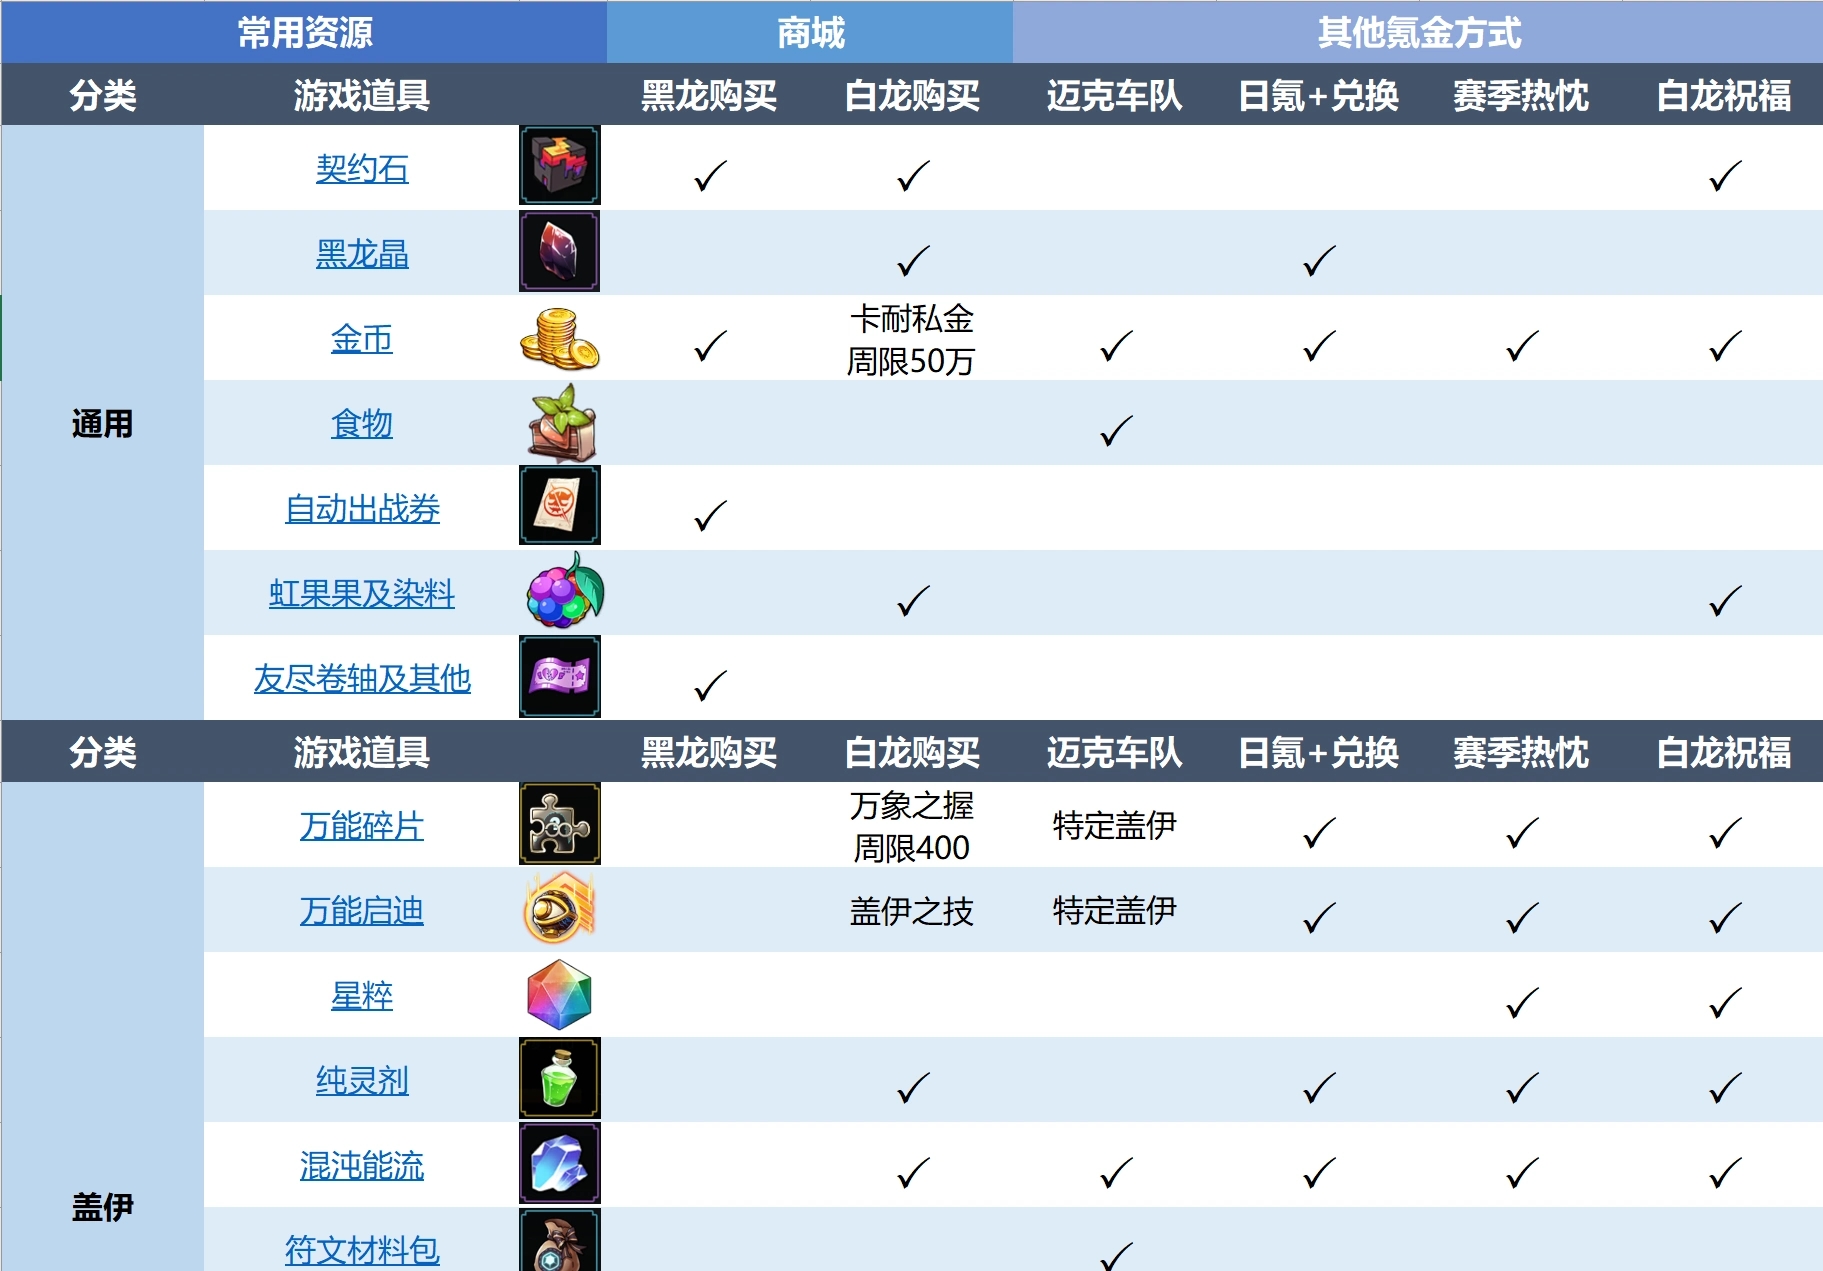 常用资源 商城 其他氪金方式
分类 游戏道具 黑龙购买 白龙购买 迈克车队 日氪+兑换 赛季热忱 白龙祝福
契约石 ✓ ✓ ✓
黑龙晶 ✓ ✓
卡耐私金
金币 ✓ ✓ ✓ ✓ ✓
周限50万
通用 食物 ✓
自动出战券 ✓
虹果果及染料 ✓ ✓
友尽卷轴及其他 ✓
分类 游戏道具 黑龙购买 白龙购买 迈克车队 日氪+兑换 赛季热忱 白龙祝福
万象之握
万能碎片 特定盖伊 ✓ ✓ ✓
周限400
万能启迪 盖伊之技 特定盖伊 ✓ ✓ ✓
星粹 ✓ ✓
纯灵剂 ✓ ✓ ✓ ✓
混沌能流 ✓ ✓ ✓ ✓ ✓
盖伊
符文材料包 ✓